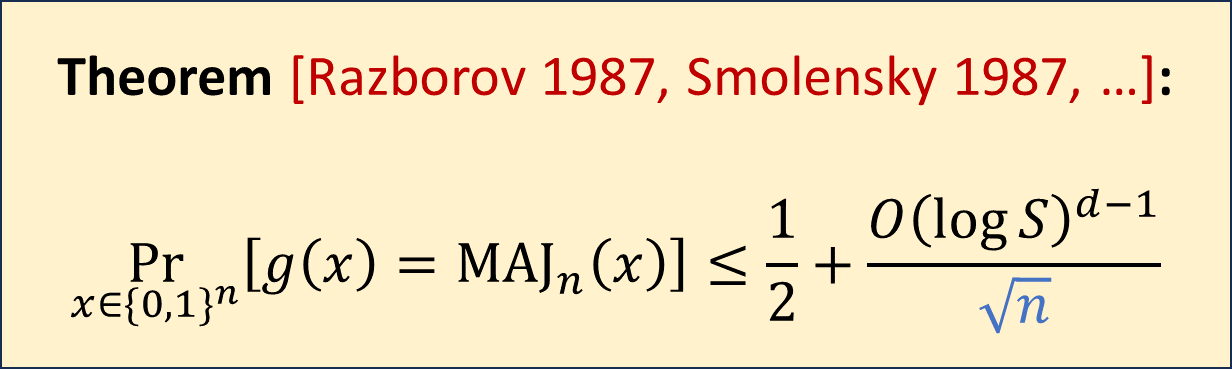 Theorem [Razborov 1987, Smolensky 1987, …]:
Pr_{x∈{0,1}^n}[g(x) = MAJ_n(x)] ≤ 1/2 + O(log S)^{d−1}/√n